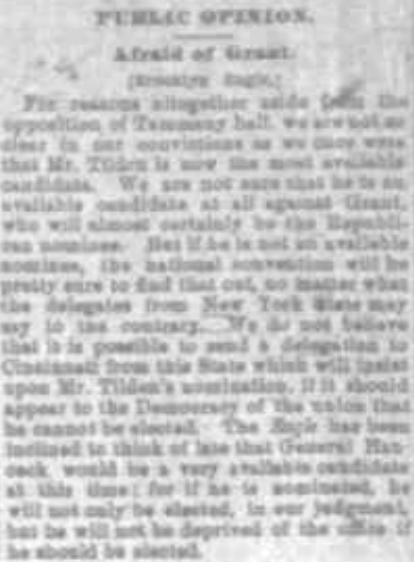 PUBLIC OPINION.
Afraid of Grant.
(Brooklyn Eagle.)
For reasons altogether aside from the
opposition of Tammany hall, we are not so
clear in our convictions as we once were
that Mr. Tilden is now the most available
candidate. We are not sure that he is an
available candidate at all against Grant,
who will almost certainly be the Republi-
can nominee. But if he is not an available
nominee, the national convention will be
pretty sure to find that out, no matter what
the delegates from New York State may
say to the contrary. We do not believe
that it is possible to send a delegation to
Cincinnati from this State which will insist
upon Mr. Tilden's nomination, if it should
appear to the Democracy of the union that
he cannot be elected. The Eagle has been
inclined to think of late that General Han-
cock would be a very available candidate
at this time; for if he is nominated, he
will not only be elected, in our judgment,
but he will not be deprived of the office if
he should be elected.